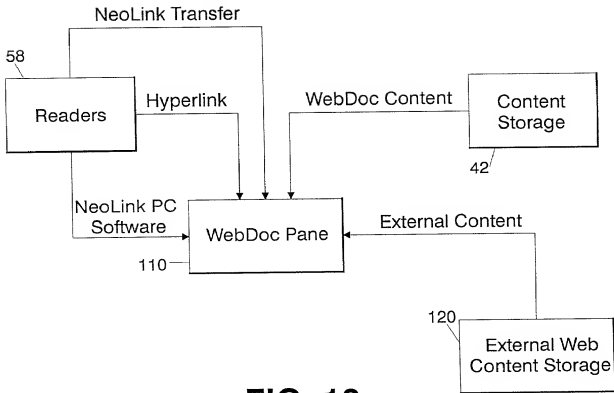 NeoLink Transfer
58
Readers
Hyperlink
WebDoc Content
Content
Storage
42
NeoLink PC
Software
WebDoc Pane
110
External Content
120
External Web
Content Storage